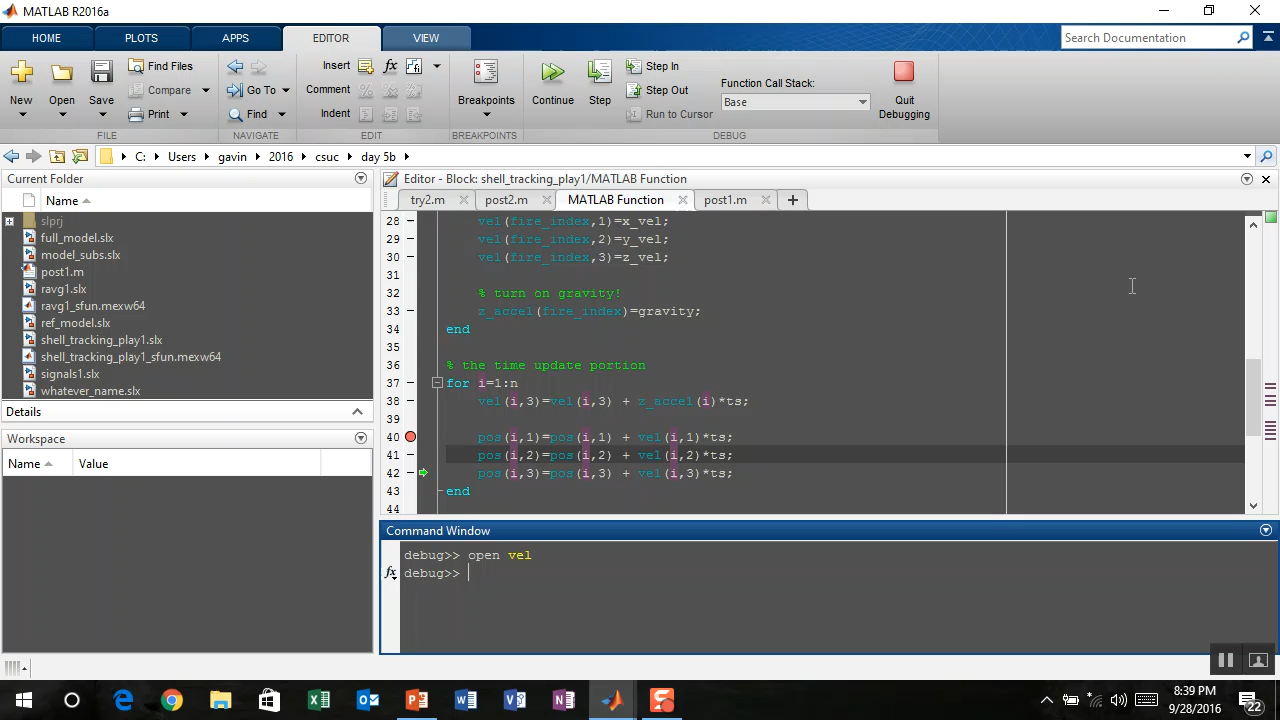 MATLAB R2016a
HOME PLOTS APPS EDITOR VIEW Search Documentation
New Open Save Find Files Compare Print Go To Find Insert fx Comment Indent Breakpoints Continue Step Step In Step Out Run to Cursor Function Call Stack: Base Quit Debugging
FILE NAVIGATE EDIT BREAKPOINTS DEBUG
C: Users gavin 2016 csuc day 5b
Current Folder
Name
slprj
full_model.slx
model_subs.slx
post1.m
ravg1.slx
ravg1_sfun.mexw64
ref_model.slx
shell_tracking_play1.slx
shell_tracking_play1_sfun.mexw64
signals1.slx
whatever_name.slx
Details
Workspace
Name Value
Editor - Block: shell_tracking_play1/MATLAB Function
try2.m post2.m MATLAB Function post1.m
28 vel(fire_index,1)=x_vel;
29 vel(fire_index,2)=y_vel;
30 vel(fire_index,3)=z_vel;
31
32 % turn on gravity!
33 z_accel(fire_index)=gravity;
34 end
35
36 % the time update portion
37 for i=1:n
38 vel(i,3)=vel(i,3) + z_accel(i)*ts;
39
40 pos(i,1)=pos(i,1) + vel(i,1)*ts;
41 pos(i,2)=pos(i,2) + vel(i,2)*ts;
42 pos(i,3)=pos(i,3) + vel(i,3)*ts;
43 end
44
Command Window
debug>> open vel
fx debug>>
8:39 PM
9/28/2016
22